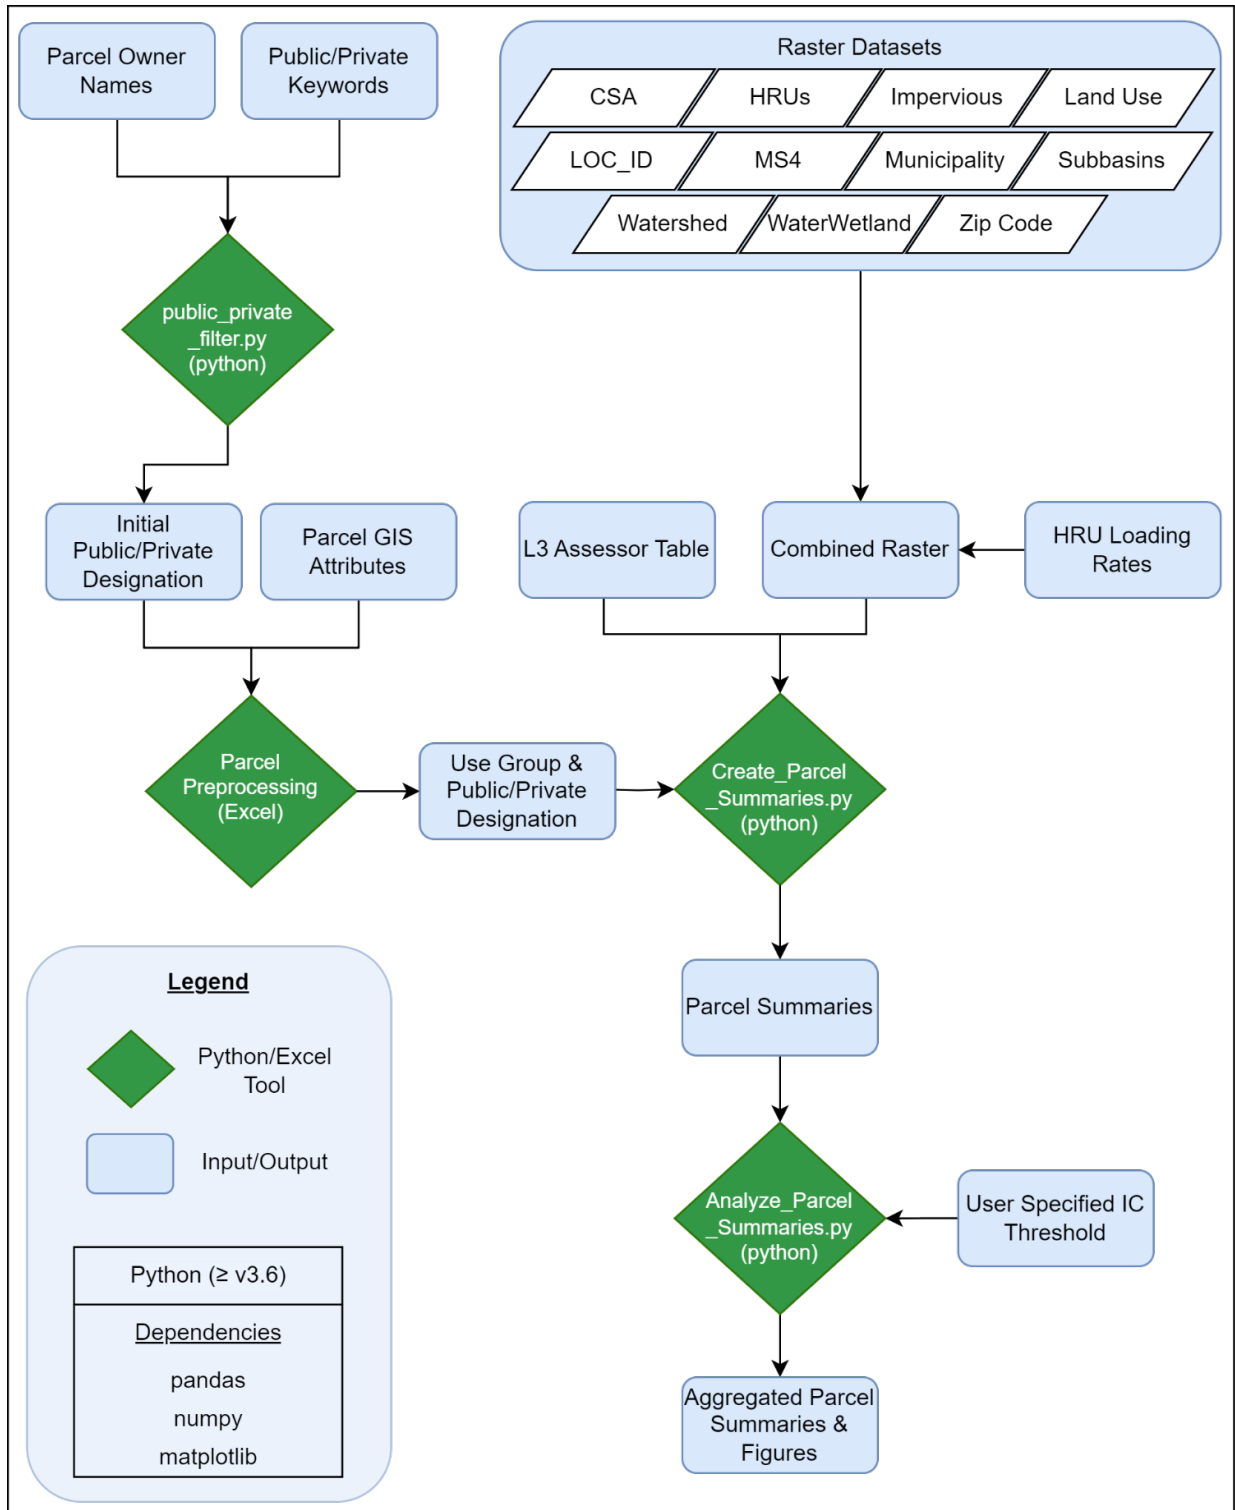 Parcel Owner
Names
Public/Private
Keywords
Raster Datasets
CSA
HRUs
Impervious
Land Use
LOC_ID
MS4
Municipality
Subbasins
Watershed
WaterWetland
Zip Code
public_private
_filter.py
(python)
Initial
Public/Private
Designation
Parcel GIS
Attributes
L3 Assessor Table
Combined Raster
HRU Loading
Rates
Parcel
Preprocessing
(Excel)
Use Group &
Public/Private
Designation
Create_Parcel
_Summaries.py
(python)
Parcel Summaries
Analyze_Parcel
_Summaries.py
(python)
User Specified IC
Threshold
Aggregated Parcel
Summaries &
Figures
Legend
Python/Excel
Tool
Input/Output
Python (≥ v3.6)
Dependencies
pandas
numpy
matplotlib